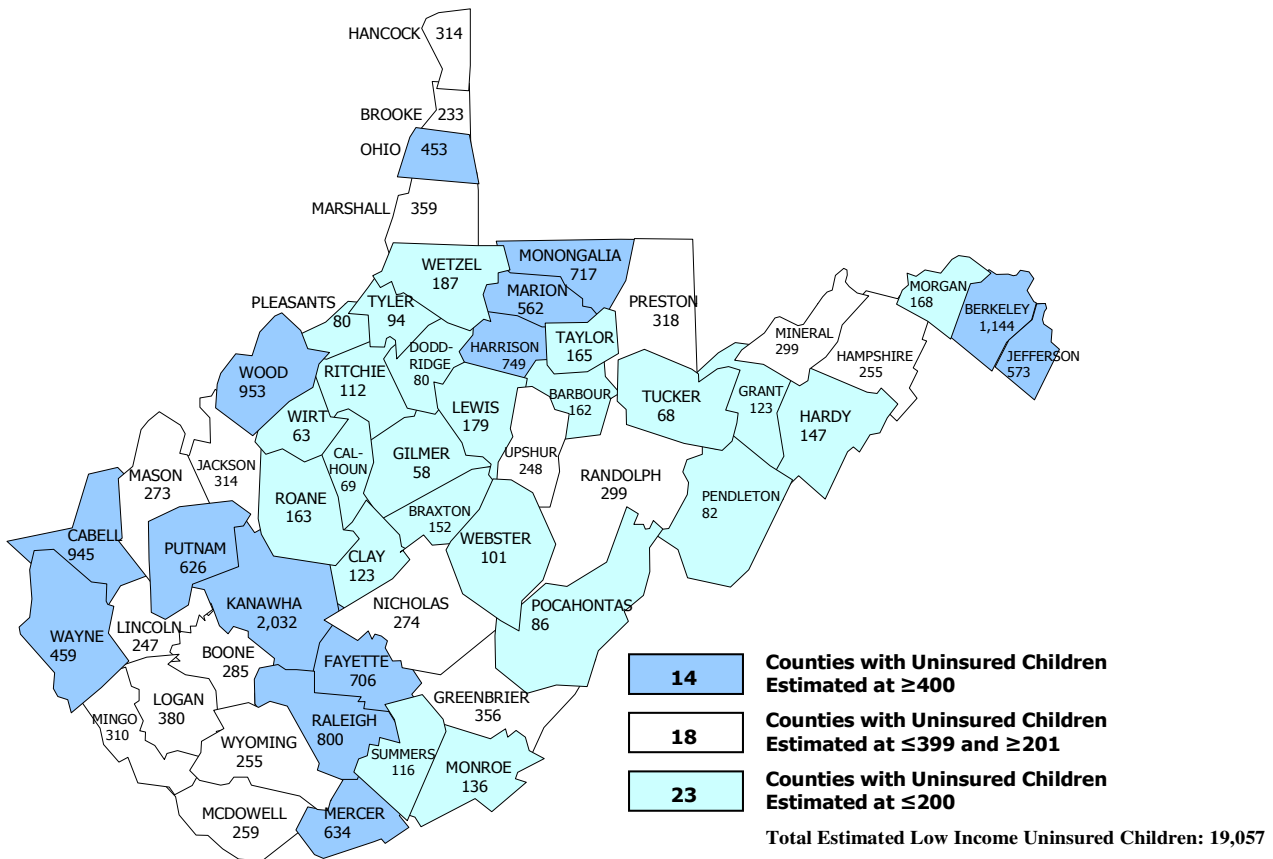 HANCOCK 314
BROOKE 233
OHIO 453
MARSHALL 359
WETZEL
187
MONONGALIA
717
MARION
562
PRESTON
318
PLEASANTS
80
TYLER
94
DODD-
RIDGE
80
HARRISON
749
TAYLOR
165
MINERAL
299
HAMPSHIRE
255
MORGAN
168
BERKELEY
1,144
JEFFERSON
573
WOOD
953
RITCHIE
112
WIRT
63
CAL-
HOUN
69
GILMER
58
LEWIS
179
BARBOUR
162
UPSHUR
248
TUCKER
68
GRANT
123
HARDY
147
RANDOLPH
299
PENDLETON
82
MASON
273
JACKSON
314
ROANE
163
BRAXTON
152
WEBSTER
101
CABELL
945
PUTNAM
626
CLAY
123
KANAWHA
2,032
NICHOLAS
274
POCAHONTAS
86
WAYNE
459
LINCOLN
247
BOONE
285
FAYETTE
706
GREENBRIER
356
MINGO
310
LOGAN
380
WYOMING
255
RALEIGH
800
SUMMERS
116
MONROE
136
MCDOWELL
259
MERCER
634
14 Counties with Uninsured Children
Estimated at ≥400
18 Counties with Uninsured Children
Estimated at ≤399 and ≥201
23 Counties with Uninsured Children
Estimated at ≤200
Total Estimated Low Income Uninsured Children: 19,057